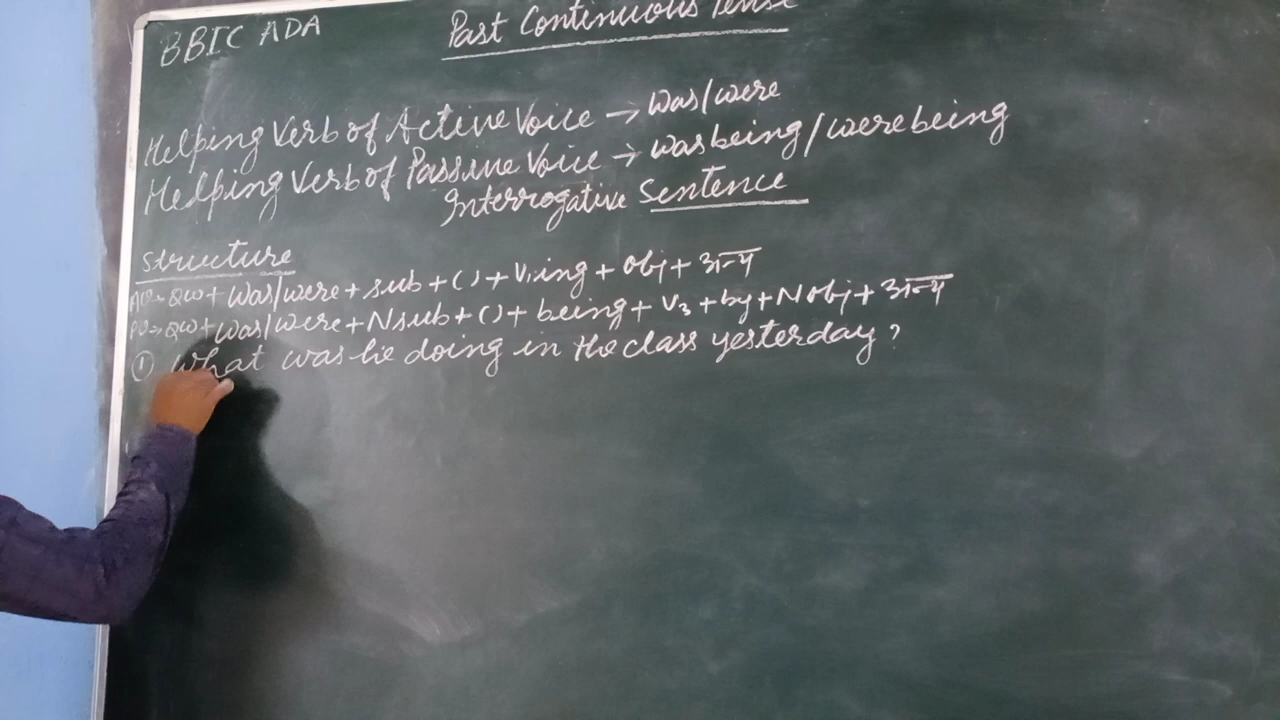 BBIC ADA
Past Continuous Tense
Helping Verb of Active Voice → was/were
Helping Verb of Passive Voice → was being/were being
Interrogative Sentence
Structure
AV→ QW + was/were + sub + ( ) + V₁ing + obj + अन्य
PV→ QW + was/were + N sub + ( ) + being + V₃ + by + N obj + अन्य
① What was he doing in the class yesterday ?